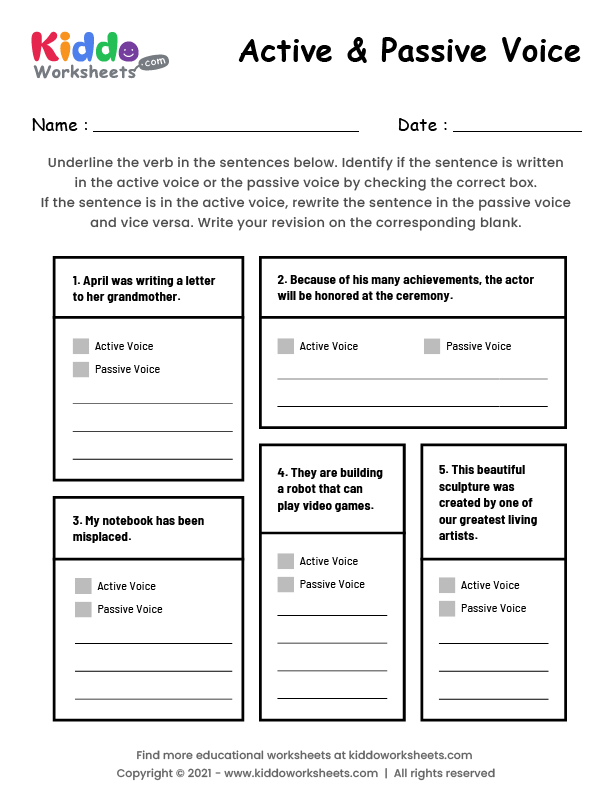 Kiddo
Worksheets.com
Active & Passive Voice
Name : ____________ Date : ____________
Underline the verb in the sentences below. Identify if the sentence is written
in the active voice or the passive voice by checking the correct box.
If the sentence is in the active voice, rewrite the sentence in the passive voice
and vice versa. Write your revision on the corresponding blank.
1. April was writing a letter
to her grandmother.
Active Voice
Passive Voice
2. Because of his many achievements, the actor
will be honored at the ceremony.
Active Voice Passive Voice
3. My notebook has been
misplaced.
Active Voice
Passive Voice
4. They are building
a robot that can
play video games.
Active Voice
Passive Voice
5. This beautiful
sculpture was
created by one of
our greatest living
artists.
Active Voice
Passive Voice
Find more educational worksheets at kiddoworksheets.com
Copyright © 2021 - www.kiddoworksheets.com | All rights reserved